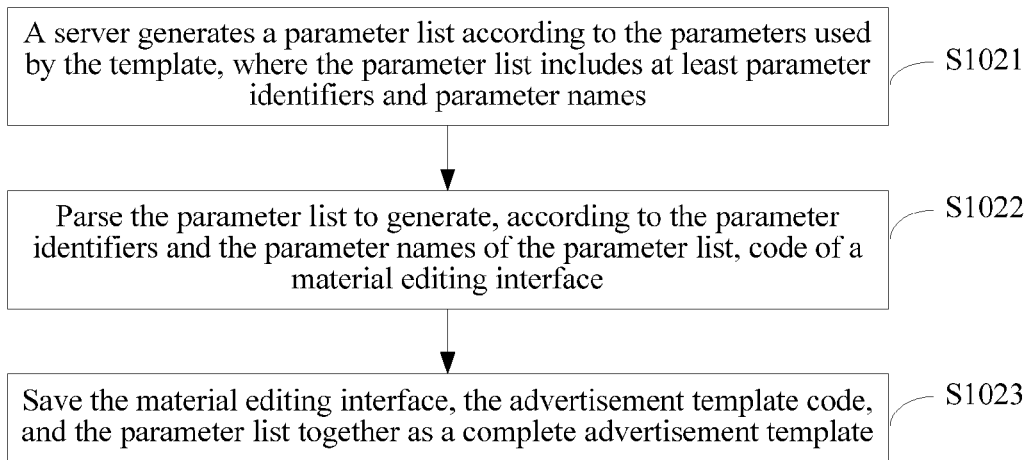 A server generates a parameter list according to the parameters used
by the template, where the parameter list includes at least parameter
identifiers and parameter names
S1021
Parse the parameter list to generate, according to the parameter
identifiers and the parameter names of the parameter list, code of a
material editing interface
S1022
Save the material editing interface, the advertisement template code,
and the parameter list together as a complete advertisement template
S1023